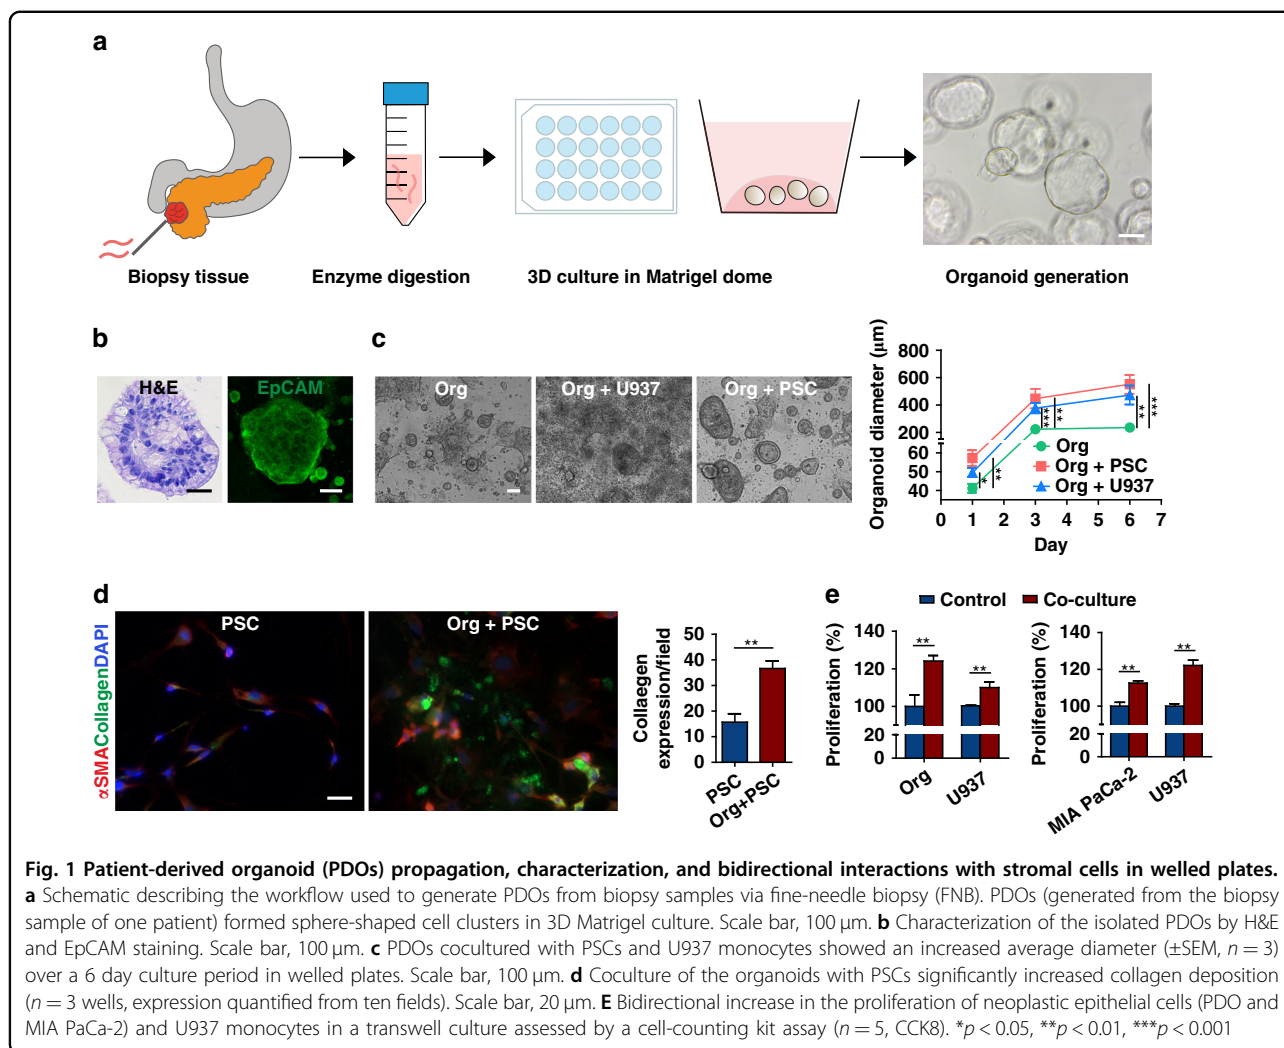 a
Biopsy tissue
Enzyme digestion
3D culture in Matrigel dome
Organoid generation
b
H&E
EpCAM
c
Org
Org + U937
Org + PSC
Organoid diameter (μm)
800
600
400
200
60
50
40
0 1 2 3 4 5 6 7
Day
Org
Org + PSC
Org + U937
*
**
***
**
**
***
d
αSMACollagenDAPI
PSC
Org + PSC
Collaegen
expression/field
50
40
30
20
10
0
**
PSC
Org+PSC
e
Control
Co-culture
Proliferation (%)
140
120
100
20
0
**
**
Org
U937
Proliferation (%)
140
120
100
20
0
**
**
MIA PaCa-2
U937
Fig. 1 Patient-derived organoid (PDOs) propagation, characterization, and bidirectional interactions with stromal cells in welled plates.
a Schematic describing the workflow used to generate PDOs from biopsy samples via fine-needle biopsy (FNB). PDOs (generated from the biopsy
sample of one patient) formed sphere-shaped cell clusters in 3D Matrigel culture. Scale bar, 100 μm. b Characterization of the isolated PDOs by H&E
and EpCAM staining. Scale bar, 100 μm. c PDOs cocultured with PSCs and U937 monocytes showed an increased average diameter (±SEM, n = 3)
over a 6 day culture period in welled plates. Scale bar, 100 μm. d Coculture of the organoids with PSCs significantly increased collagen deposition
(n = 3 wells, expression quantified from ten fields). Scale bar, 20 μm. E Bidirectional increase in the proliferation of neoplastic epithelial cells (PDO and
MIA PaCa-2) and U937 monocytes in a transwell culture assessed by a cell-counting kit assay (n = 5, CCK8). *p < 0.05, **p < 0.01, ***p < 0.001